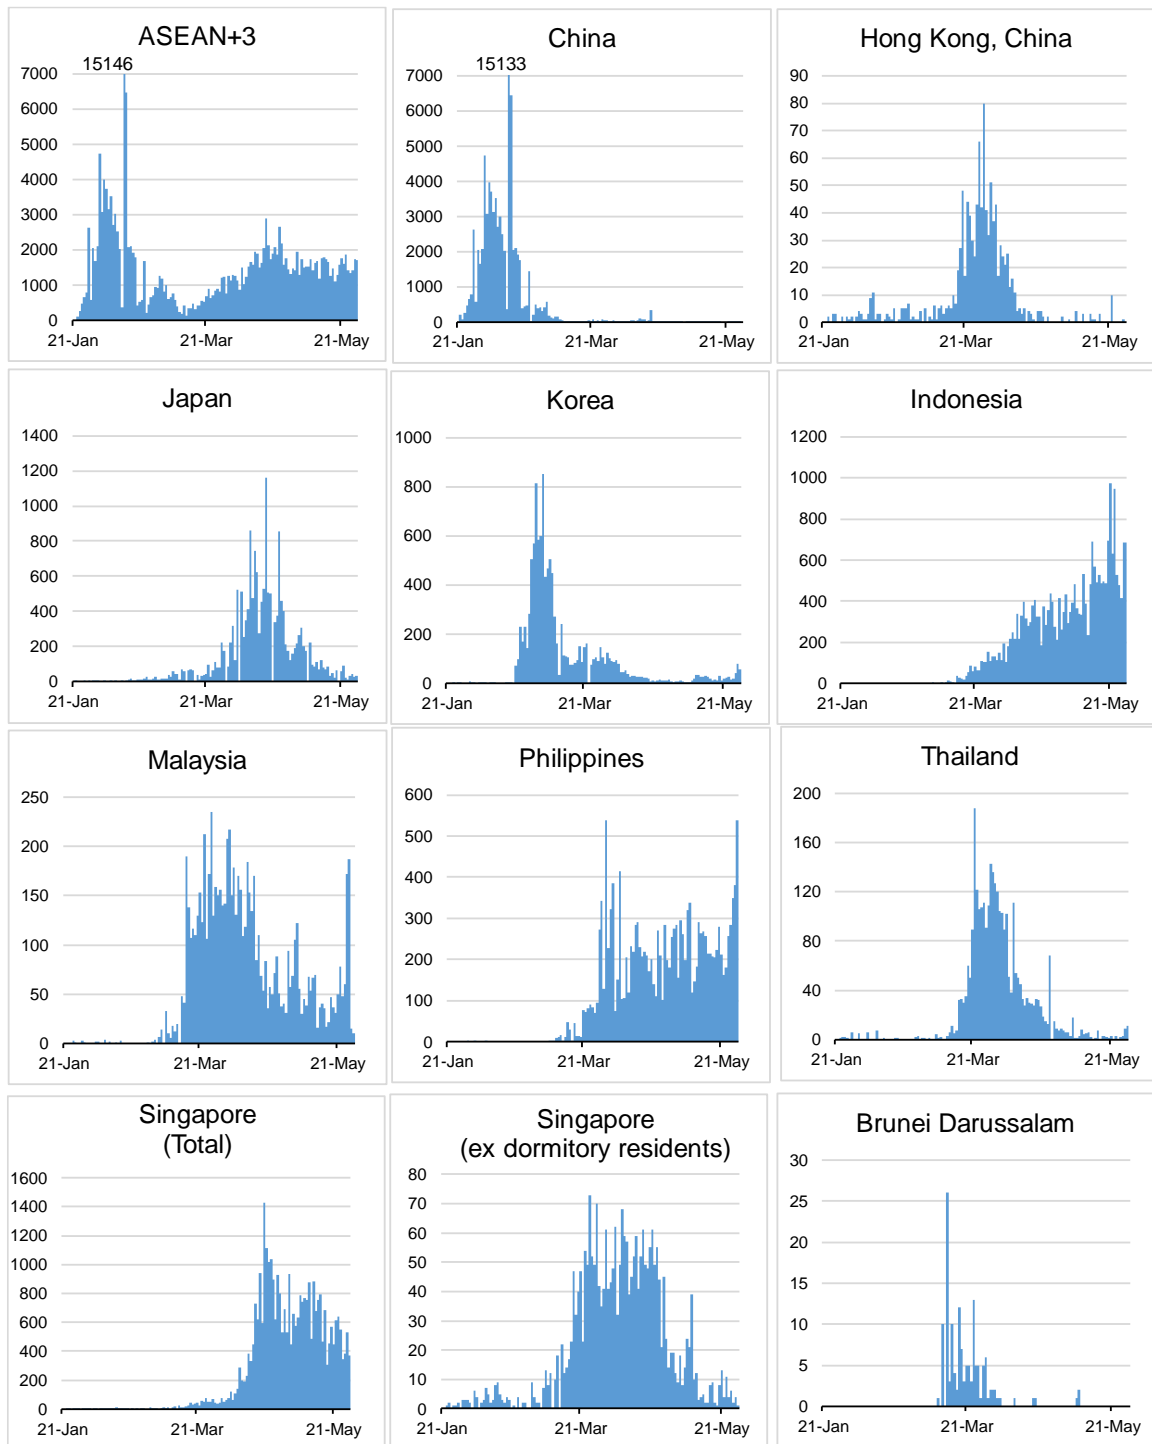 ASEAN+3
15146
7000
6000
5000
4000
3000
2000
1000
0
21-Jan
21-Mar
21-May
China
15133
7000
6000
5000
4000
3000
2000
1000
0
21-Jan
21-Mar
21-May
Hong Kong, China
90
80
70
60
50
40
30
20
10
0
21-Jan
21-Mar
21-May
Japan
1400
1200
1000
800
600
400
200
0
21-Jan
21-Mar
21-May
Korea
1000
800
600
400
200
0
21-Jan
21-Mar
21-May
Indonesia
1200
1000
800
600
400
200
0
21-Jan
21-Mar
21-May
Malaysia
250
200
150
100
50
0
21-Jan
21-Mar
21-May
Philippines
600
500
400
300
200
100
0
21-Jan
21-Mar
21-May
Thailand
200
160
120
80
40
0
21-Jan
21-Mar
21-May
Singapore
(Total)
1600
1400
1200
1000
800
600
400
200
0
21-Jan
21-Mar
21-May
Singapore
(ex dormitory residents)
80
70
60
50
40
30
20
10
0
21-Jan
21-Mar
21-May
Brunei Darussalam
30
25
20
15
10
5
0
21-Jan
21-Mar
21-May